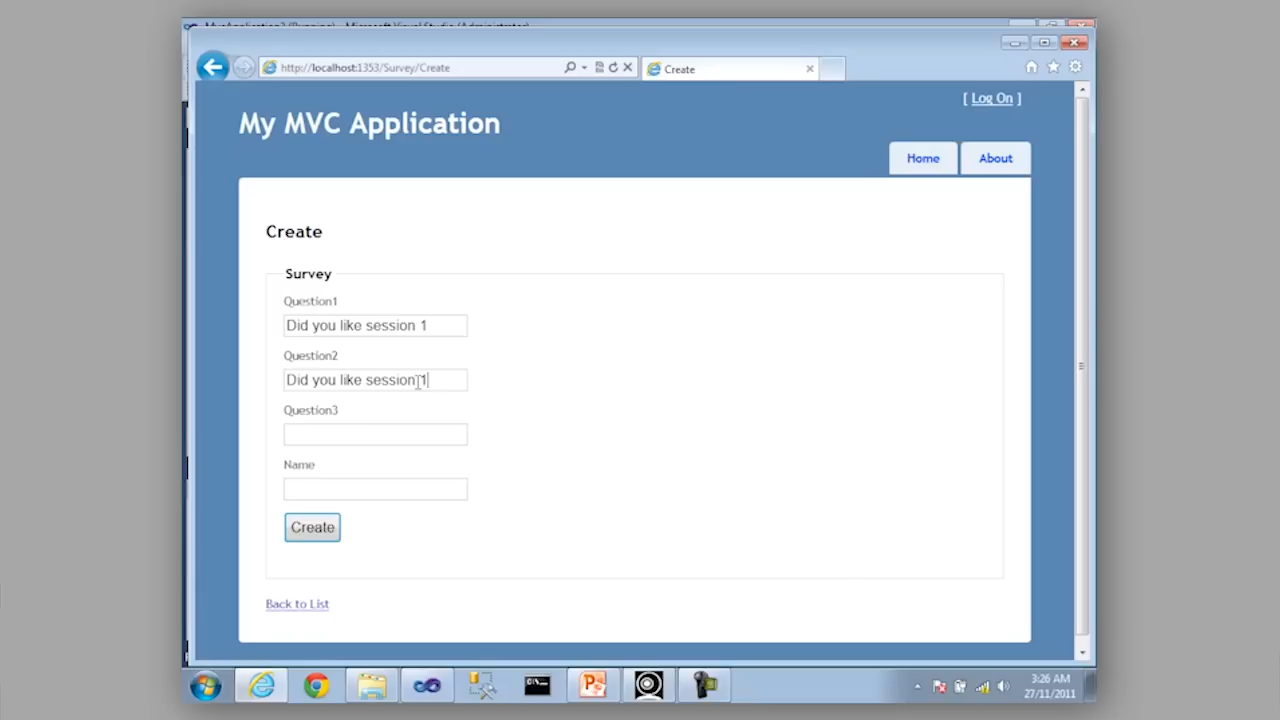 http://localhost:1353/Survey/Create
Create
[ Log On ]
My MVC Application
Home
About
Create
Survey
Question1
Did you like session 1
Question2
Did you like session 1
Question3
Name
Create
Back to List
3:26 AM
27/11/2011